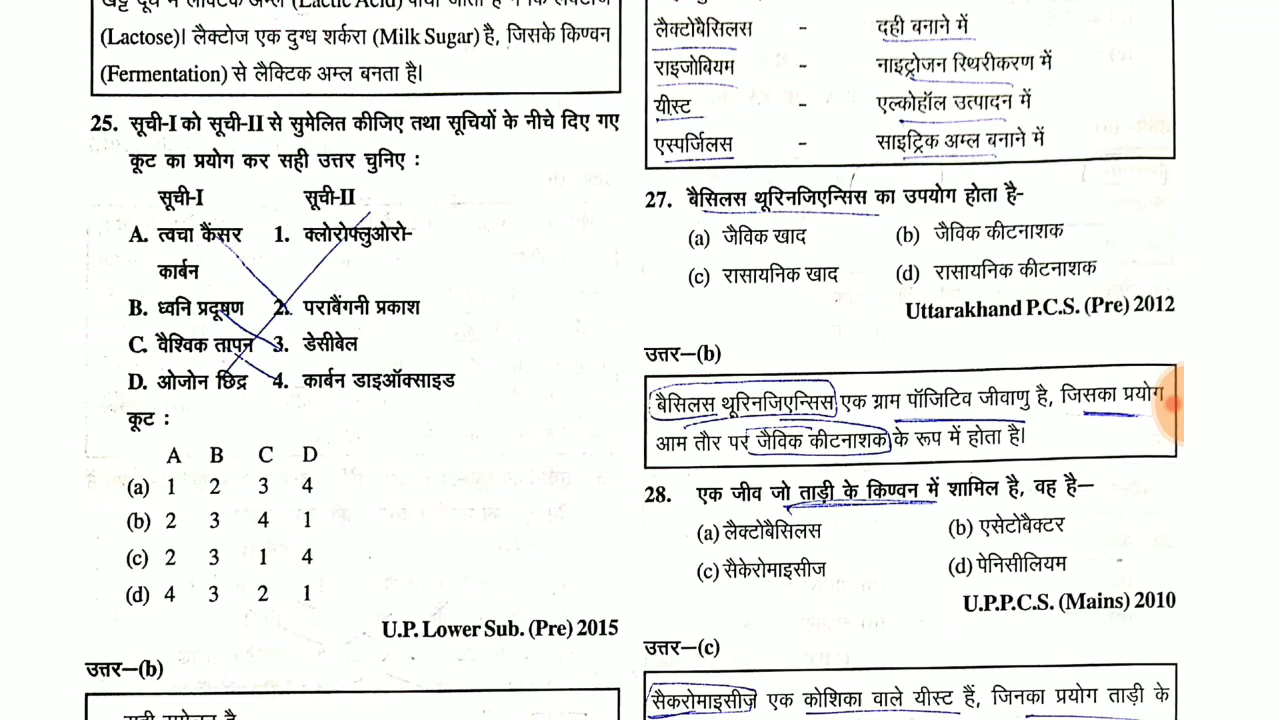 खट्टे दूध में लैक्टिक अम्ल (Lactic Acid) पाया जाता है न कि लैक्टोज
(Lactose)। लैक्टोज एक दुग्ध शर्करा (Milk Sugar) है, जिसके किण्वन
(Fermentation) से लैक्टिक अम्ल बनता है।
25. सूची-I को सूची-II से सुमेलित कीजिए तथा सूचियों के नीचे दिए गए
कूट का प्रयोग कर सही उत्तर चुनिए :
सूची-I सूची-II
A. त्वचा कैंसर 1. क्लोरोफ्लुओरो-
कार्बन
B. ध्वनि प्रदूषण 2. पराबैंगनी प्रकाश
C. वैश्विक तापन 3. डेसीबेल
D. ओजोन छिद्र 4. कार्बन डाइऑक्साइड
कूट :
A B C D
(a) 1 2 3 4
(b) 2 3 4 1
(c) 2 3 1 4
(d) 4 3 2 1
U.P. Lower Sub. (Pre) 2015
उत्तर—(b)
सही सुमेलन है
लैक्टोबैसिलस - दही बनाने में
राइजोबियम - नाइट्रोजन स्थिरीकरण में
यीस्ट - एल्कोहॉल उत्पादन में
एस्पर्जिलस - साइट्रिक अम्ल बनाने में
27. बैसिलस थूरिनजिएन्सिस का उपयोग होता है-
(a) जैविक खाद (b) जैविक कीटनाशक
(c) रासायनिक खाद (d) रासायनिक कीटनाशक
Uttarakhand P.C.S. (Pre) 2012
उत्तर—(b)
बैसिलस थूरिनजिएन्सिस एक ग्राम पॉजिटिव जीवाणु है, जिसका प्रयोग
आम तौर पर जैविक कीटनाशक के रूप में होता है।
28. एक जीव जो ताड़ी के किण्वन में शामिल है, वह है—
(a) लैक्टोबैसिलस (b) एसेटोबैक्टर
(c) सैकेरोमाइसीज (d) पेनिसीलियम
U.P.P.C.S. (Mains) 2010
उत्तर—(c)
सैकरोमाइसीज़ एक कोशिका वाले यीस्ट हैं, जिनका प्रयोग ताड़ी के